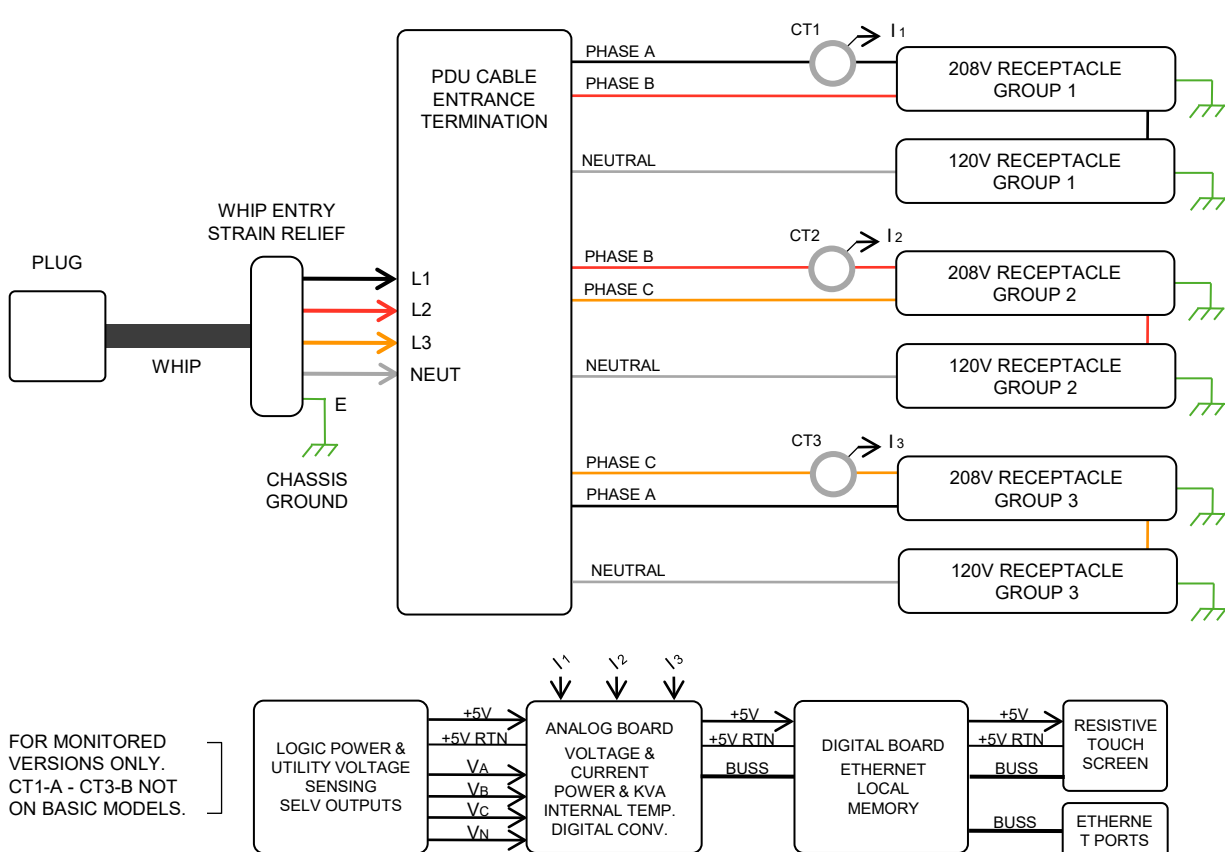 CT1
I1
PHASE A
PHASE B
PDU CABLE
ENTRANCE
TERMINATION
208V RECEPTACLE
GROUP 1
NEUTRAL
120V RECEPTACLE
GROUP 1
WHIP ENTRY
STRAIN RELIEF
PLUG
WHIP
L1
L2
L3
NEUT
E
CHASSIS
GROUND
CT2
I2
PHASE B
PHASE C
208V RECEPTACLE
GROUP 2
NEUTRAL
120V RECEPTACLE
GROUP 2
CT3
I3
PHASE C
PHASE A
208V RECEPTACLE
GROUP 3
NEUTRAL
120V RECEPTACLE
GROUP 3
I1
I2
I3
FOR MONITORED
VERSIONS ONLY.
CT1-A - CT3-B NOT
ON BASIC MODELS.
LOGIC POWER &
UTILITY VOLTAGE
SENSING
SELV OUTPUTS
+5V
+5V RTN
VA
VB
VC
VN
ANALOG BOARD
VOLTAGE &
CURRENT
POWER & KVA
INTERNAL TEMP.
DIGITAL CONV.
+5V
+5V RTN
BUSS
DIGITAL BOARD
ETHERNET
LOCAL
MEMORY
+5V
+5V RTN
BUSS
BUSS
RESISTIVE
TOUCH
SCREEN
ETHERNE
T PORTS